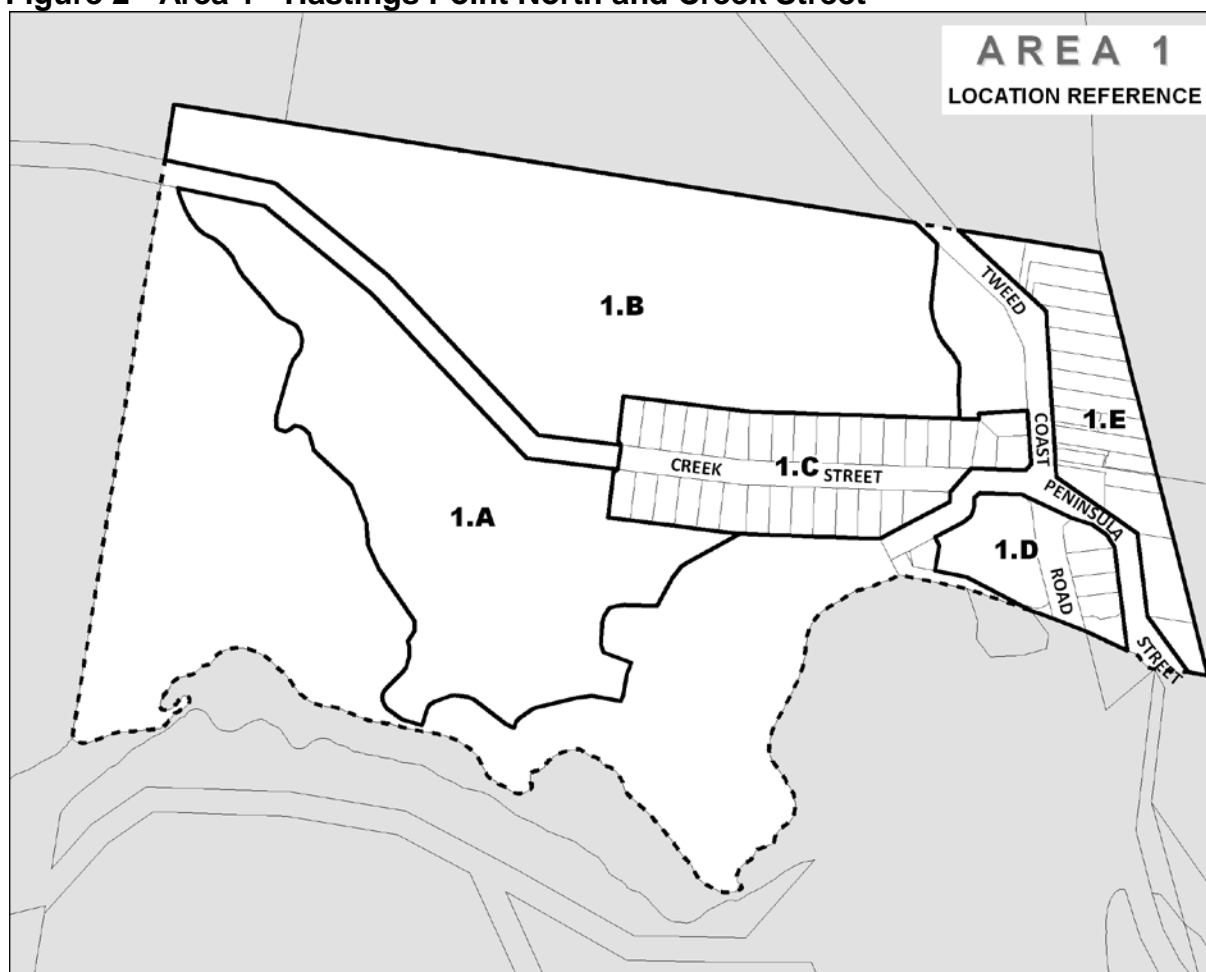 Figure 2 - Area 1 - Hastings Point North and Creek Street
AREA 1
LOCATION REFERENCE
TWEED
1.B
COAST
1.E
CREEK
1.C
STREET
PENINSULA
1.A
1.D
ROAD
STREET